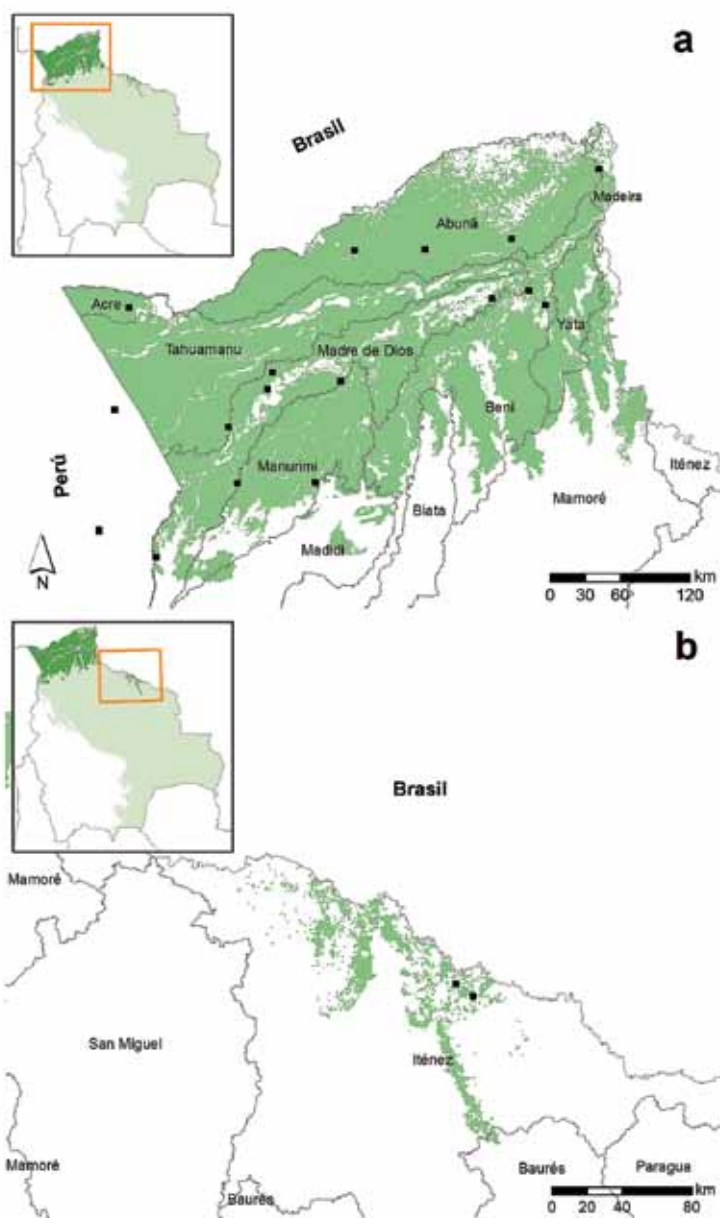 a
Brasil
Madeira
Abunã
Acre
Yata
Tahuamanu
Madre de Dios
Beni
Perú
Manurimi
Iténez
Biata
Mamoré
Madidi
N
km
0 30 60 120
b
Brasil
Mamoré
San Miguel
Iténez
Mamoré
Baurés
Paragua
Baurés
km
0 20 40 80